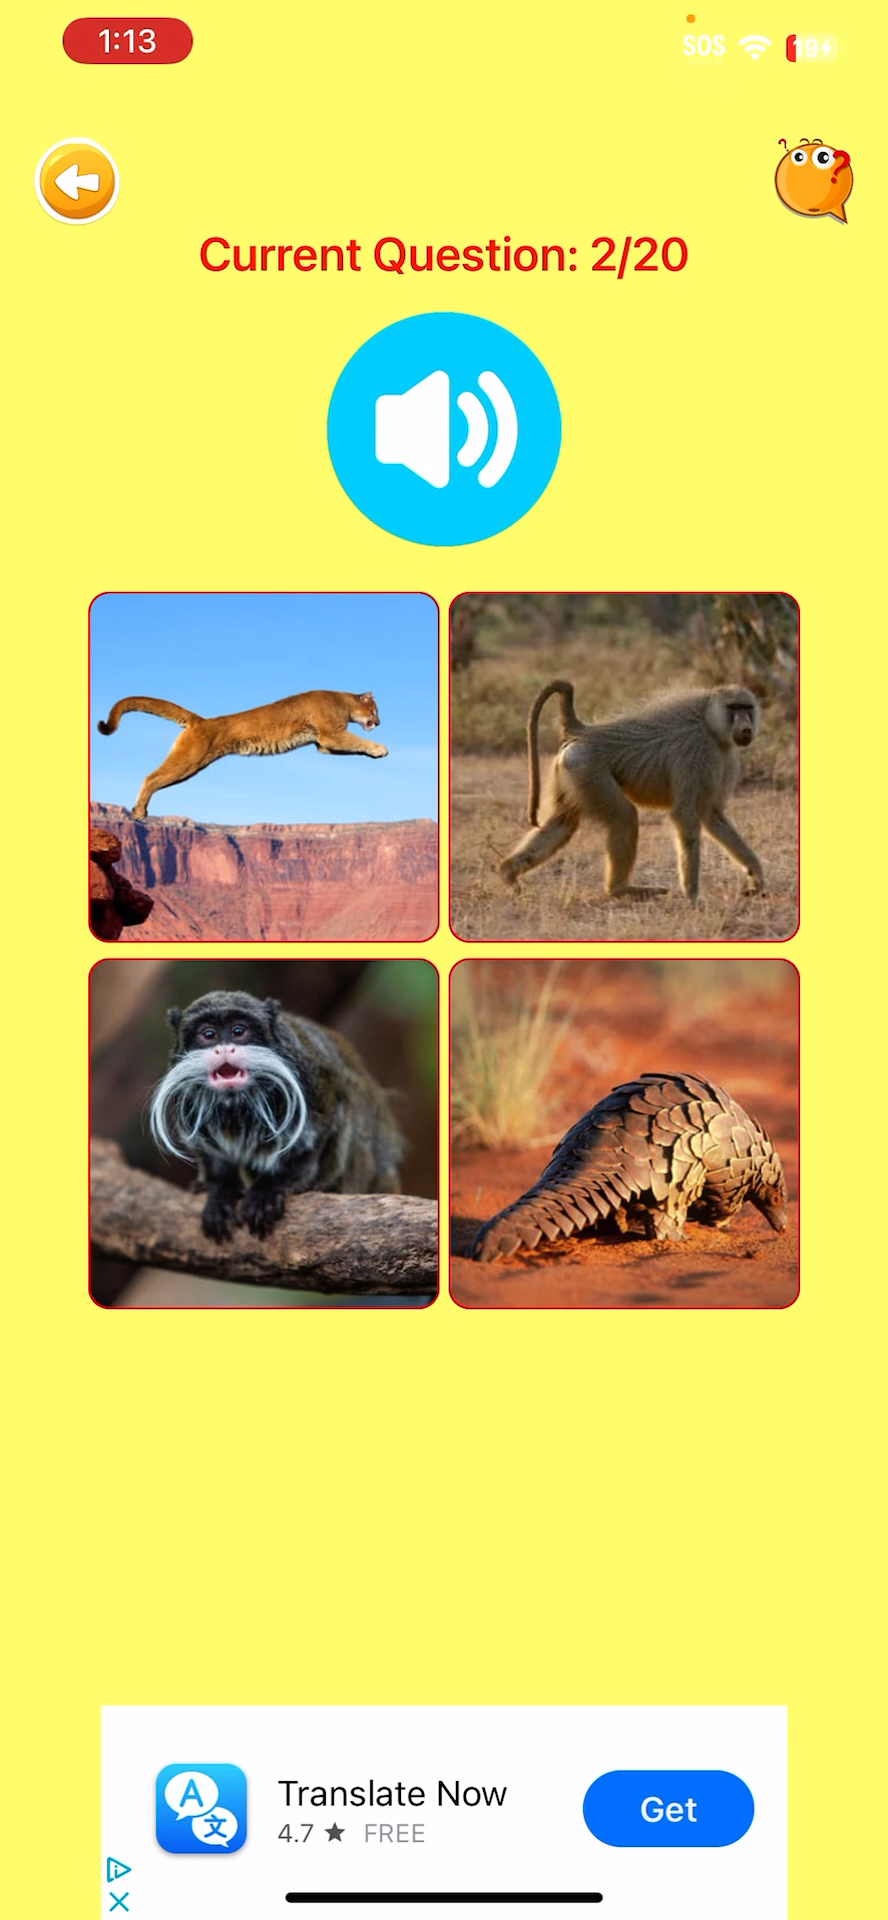 1:13
SOS 19
Current Question: 2/20
Translate Now
4.7 ★ FREE
Get